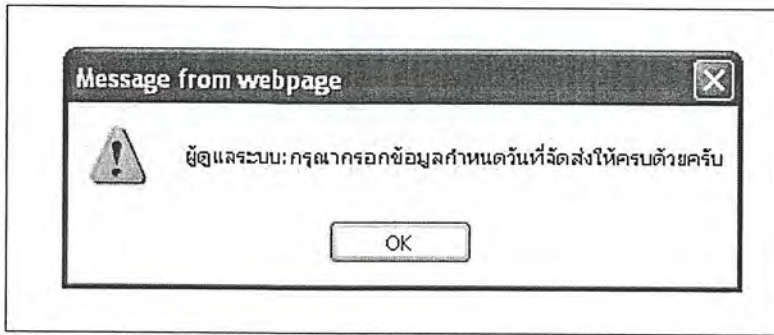 Message from webpage
ผู้ดูแลระบบ:กรุณากรอกข้อมูลกำหนดวันที่จัดส่งให้ครบด้วยครับ
OK